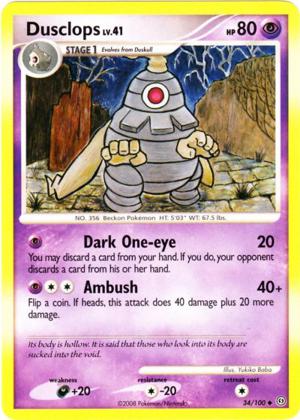 Dusclops LV.41 HP 80
STAGE 1 Evolves from Duskull
NO. 356 Beckon Pokémon HT: 5'03" WT: 67.5 lbs.
Dark One-eye 20
You may discard a card from your hand. If you do, your opponent
discards a card from his or her hand.
Ambush 40+
Flip a coin. If heads, this attack does 40 damage plus 20 more
damage.
Its body is hollow. It is said that those who look into its body are
sucked into the void.
Illus. Yukiko Baba
weakness resistance retreat cost
+20 -20
©2008 Pokémon/Nintendo 34/100